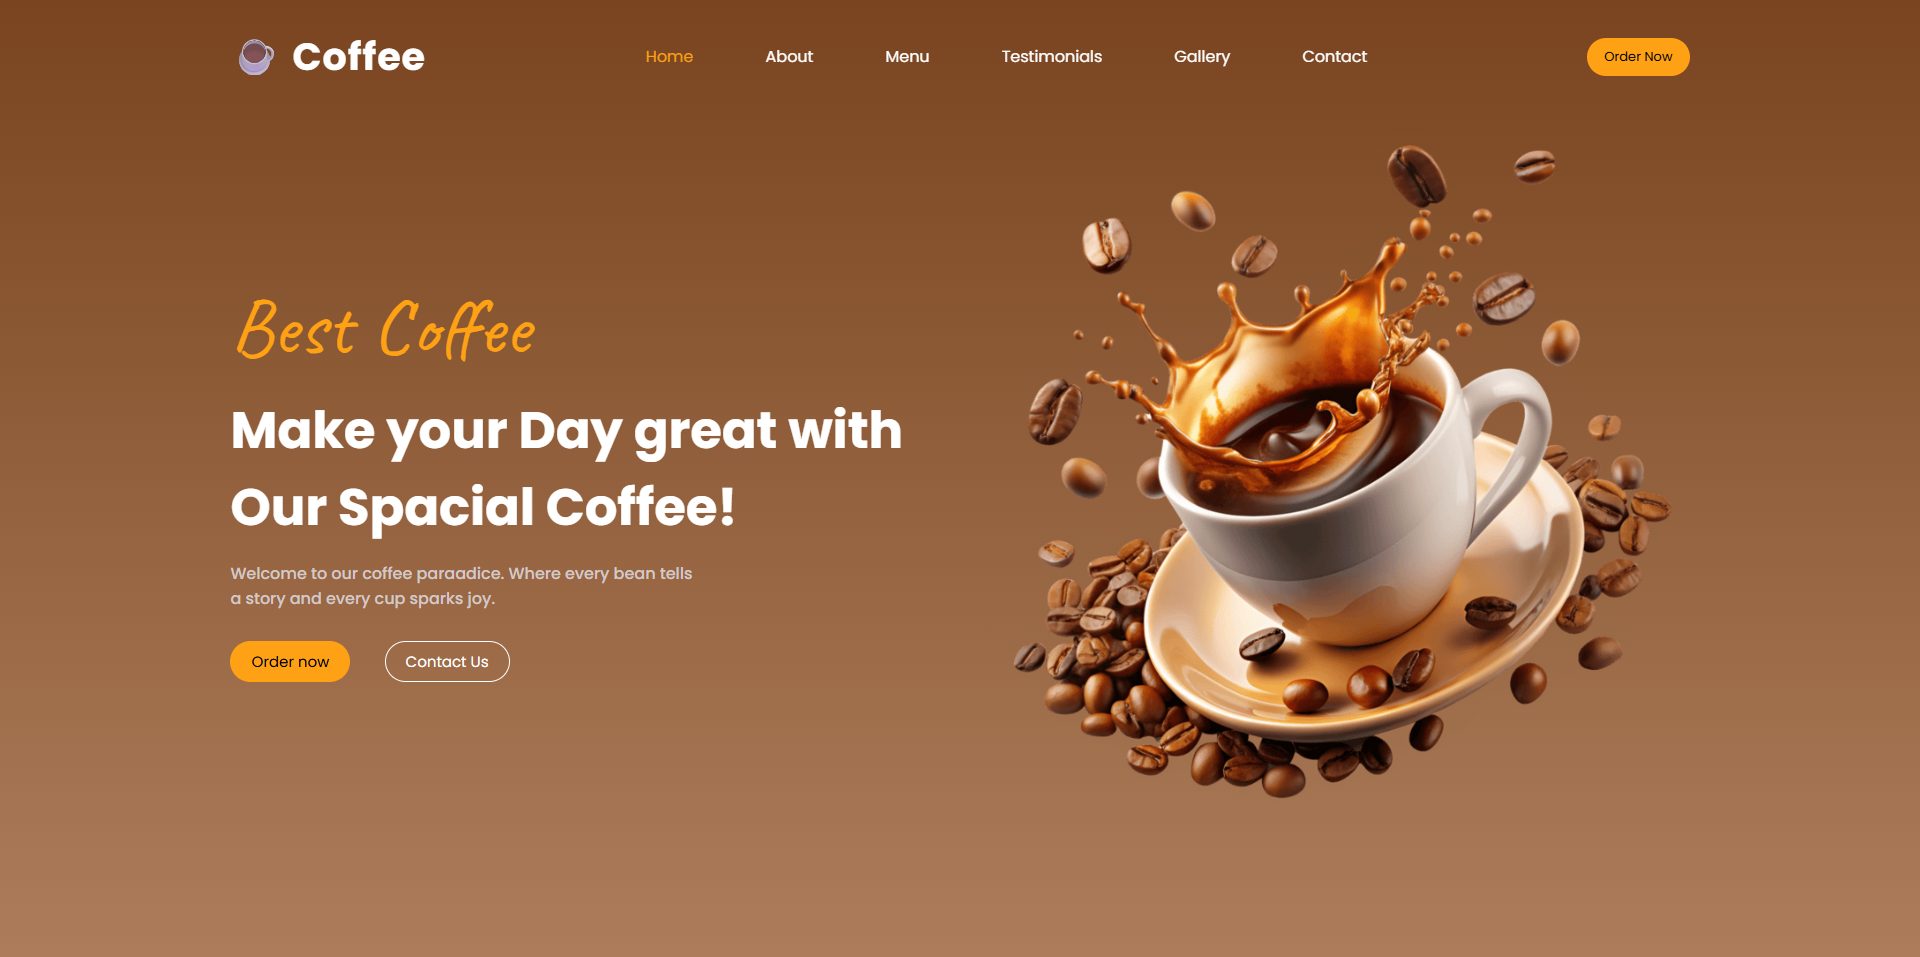 Coffee
Home About Menu Testimonials Gallery Contact
Order Now
Best Coffee
Make your Day great with
Our Spacial Coffee!
Welcome to our coffee paraadice. Where every bean tells
a story and every cup sparks joy.
Order now Contact Us